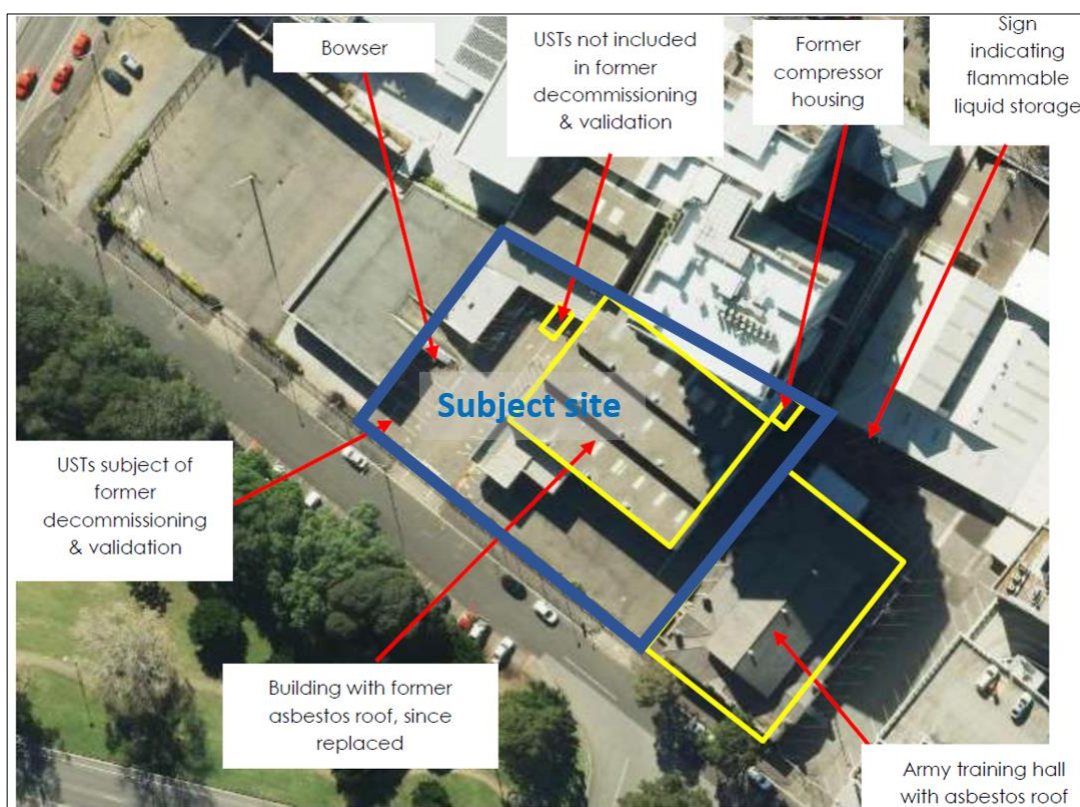 Bowser
USTs not included
in former
decommissioning
& validation
Former
compressor
housing
Sign
indicating
flammable
liquid storage
Subject site
USTs subject of
former
decommissioning
& validation
Building with former
asbestos roof, since
replaced
Army training hall
with asbestos roof